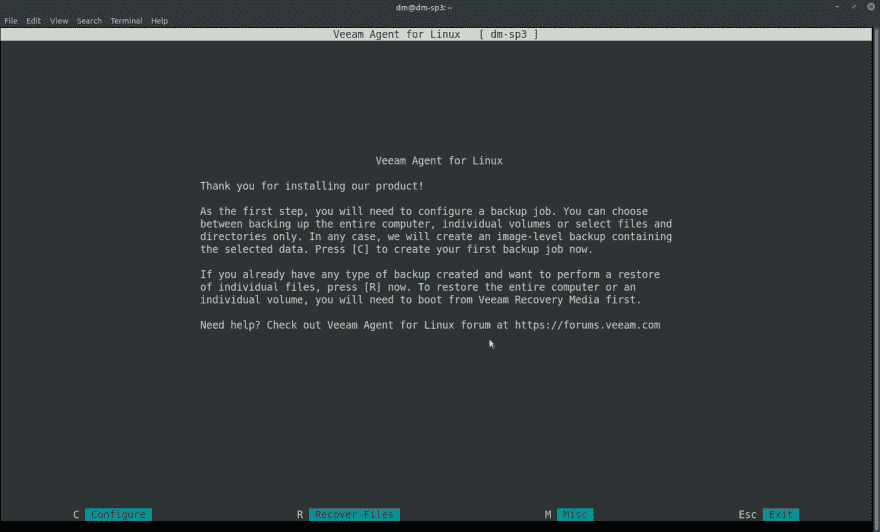 dm@dm-sp3:~
File Edit View Search Terminal Help
Veeam Agent for Linux [ dm-sp3 ]
Veeam Agent for Linux
Thank you for installing our product!
As the first step, you will need to configure a backup job. You can choose
between backing up the entire computer, individual volumes or select files and
directories only. In any case, we will create an image-level backup containing
the selected data. Press [C] to create your first backup job now.
If you already have any type of backup created and want to perform a restore
of individual files, press [R] now. To restore the entire computer or an
individual volume, you will need to boot from Veeam Recovery Media first.
Need help? Check out Veeam Agent for Linux forum at https://forums.veeam.com
C Configure R Recover Files M Misc Esc Exit